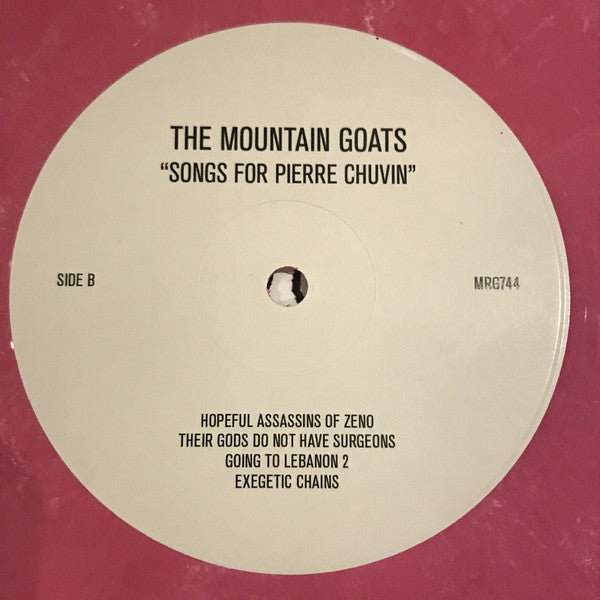 THE MOUNTAIN GOATS
“SONGS FOR PIERRE CHUVIN”
SIDE B
MRG744
HOPEFUL ASSASSINS OF ZENO
THEIR GODS DO NOT HAVE SURGEONS
GOING TO LEBANON 2
EXEGETIC CHAINS